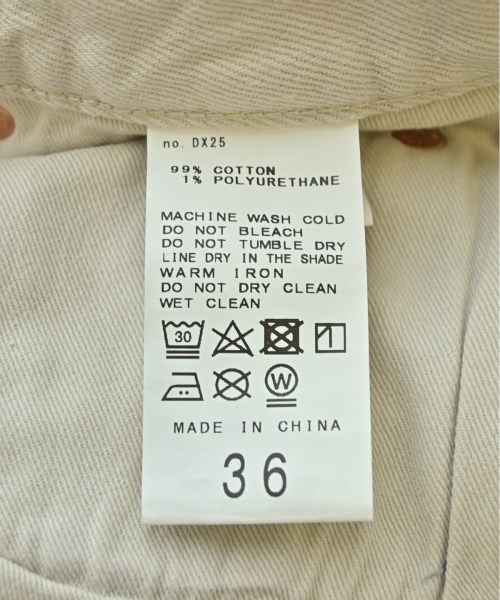 no. DX25
99% COTTON
1% POLYURETHANE
MACHINE WASH COLD
DO NOT BLEACH
DO NOT TUMBLE DRY
LINE DRY IN THE SHADE
WARM IRON
DO NOT DRY CLEAN
WET CLEAN
30
W
MADE IN CHINA
36